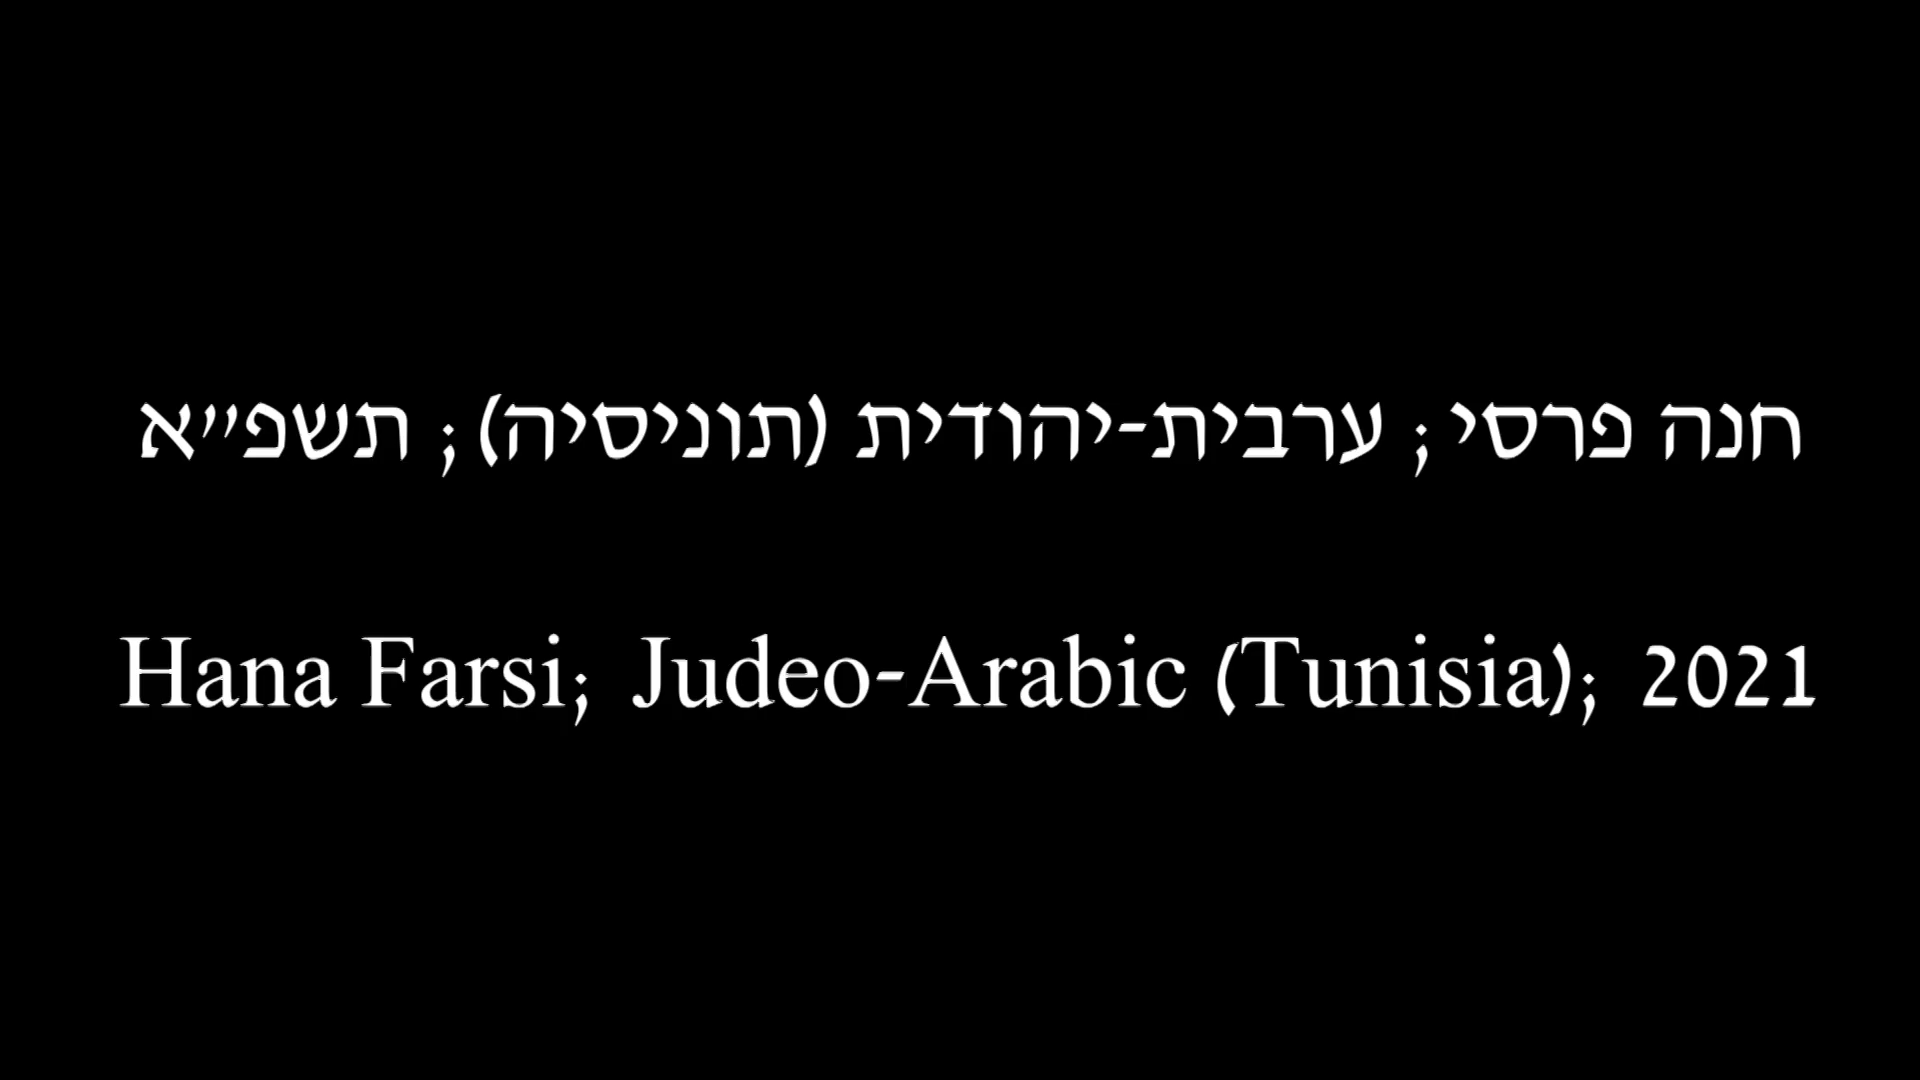 חנה פרסי; ערבית-יהודית (תוניסיה); תשפ"א
Hana Farsi; Judeo-Arabic (Tunisia); 2021